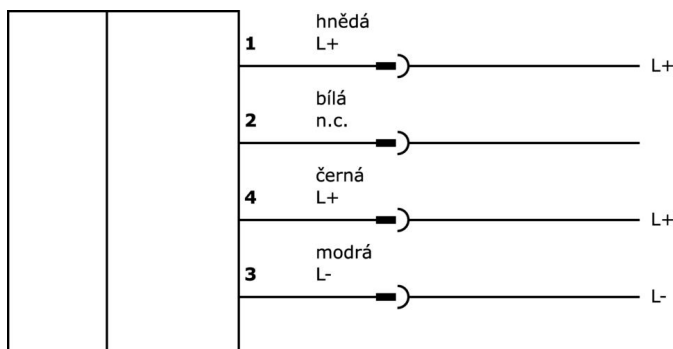 hnědá
1 L+
L+
bílá
2 n.c.
černá
4 L+
L+
modrá
3 L-
L-